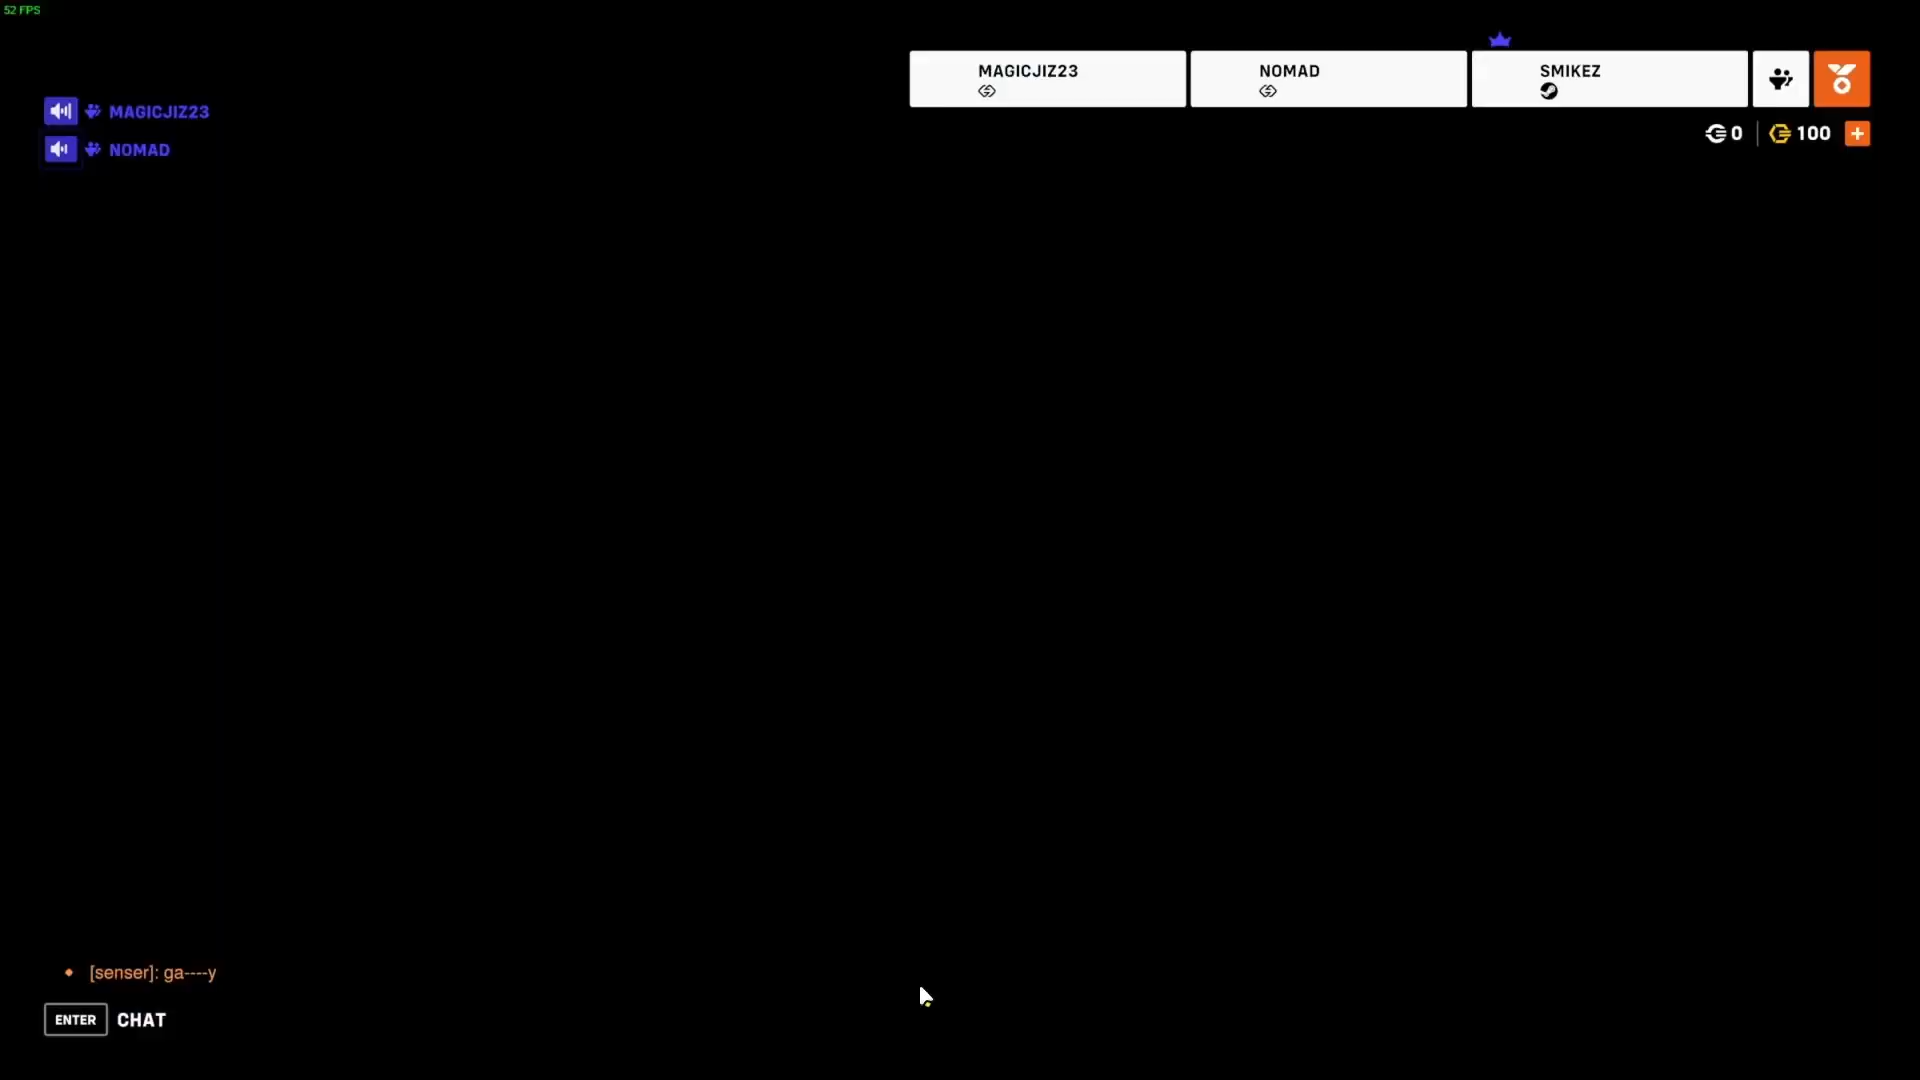 52 FPS
MAGICJIZ23
NOMAD
SMIKEZ
0
100
MAGICJIZ23
NOMAD
[senser]: ga----y
ENTER CHAT